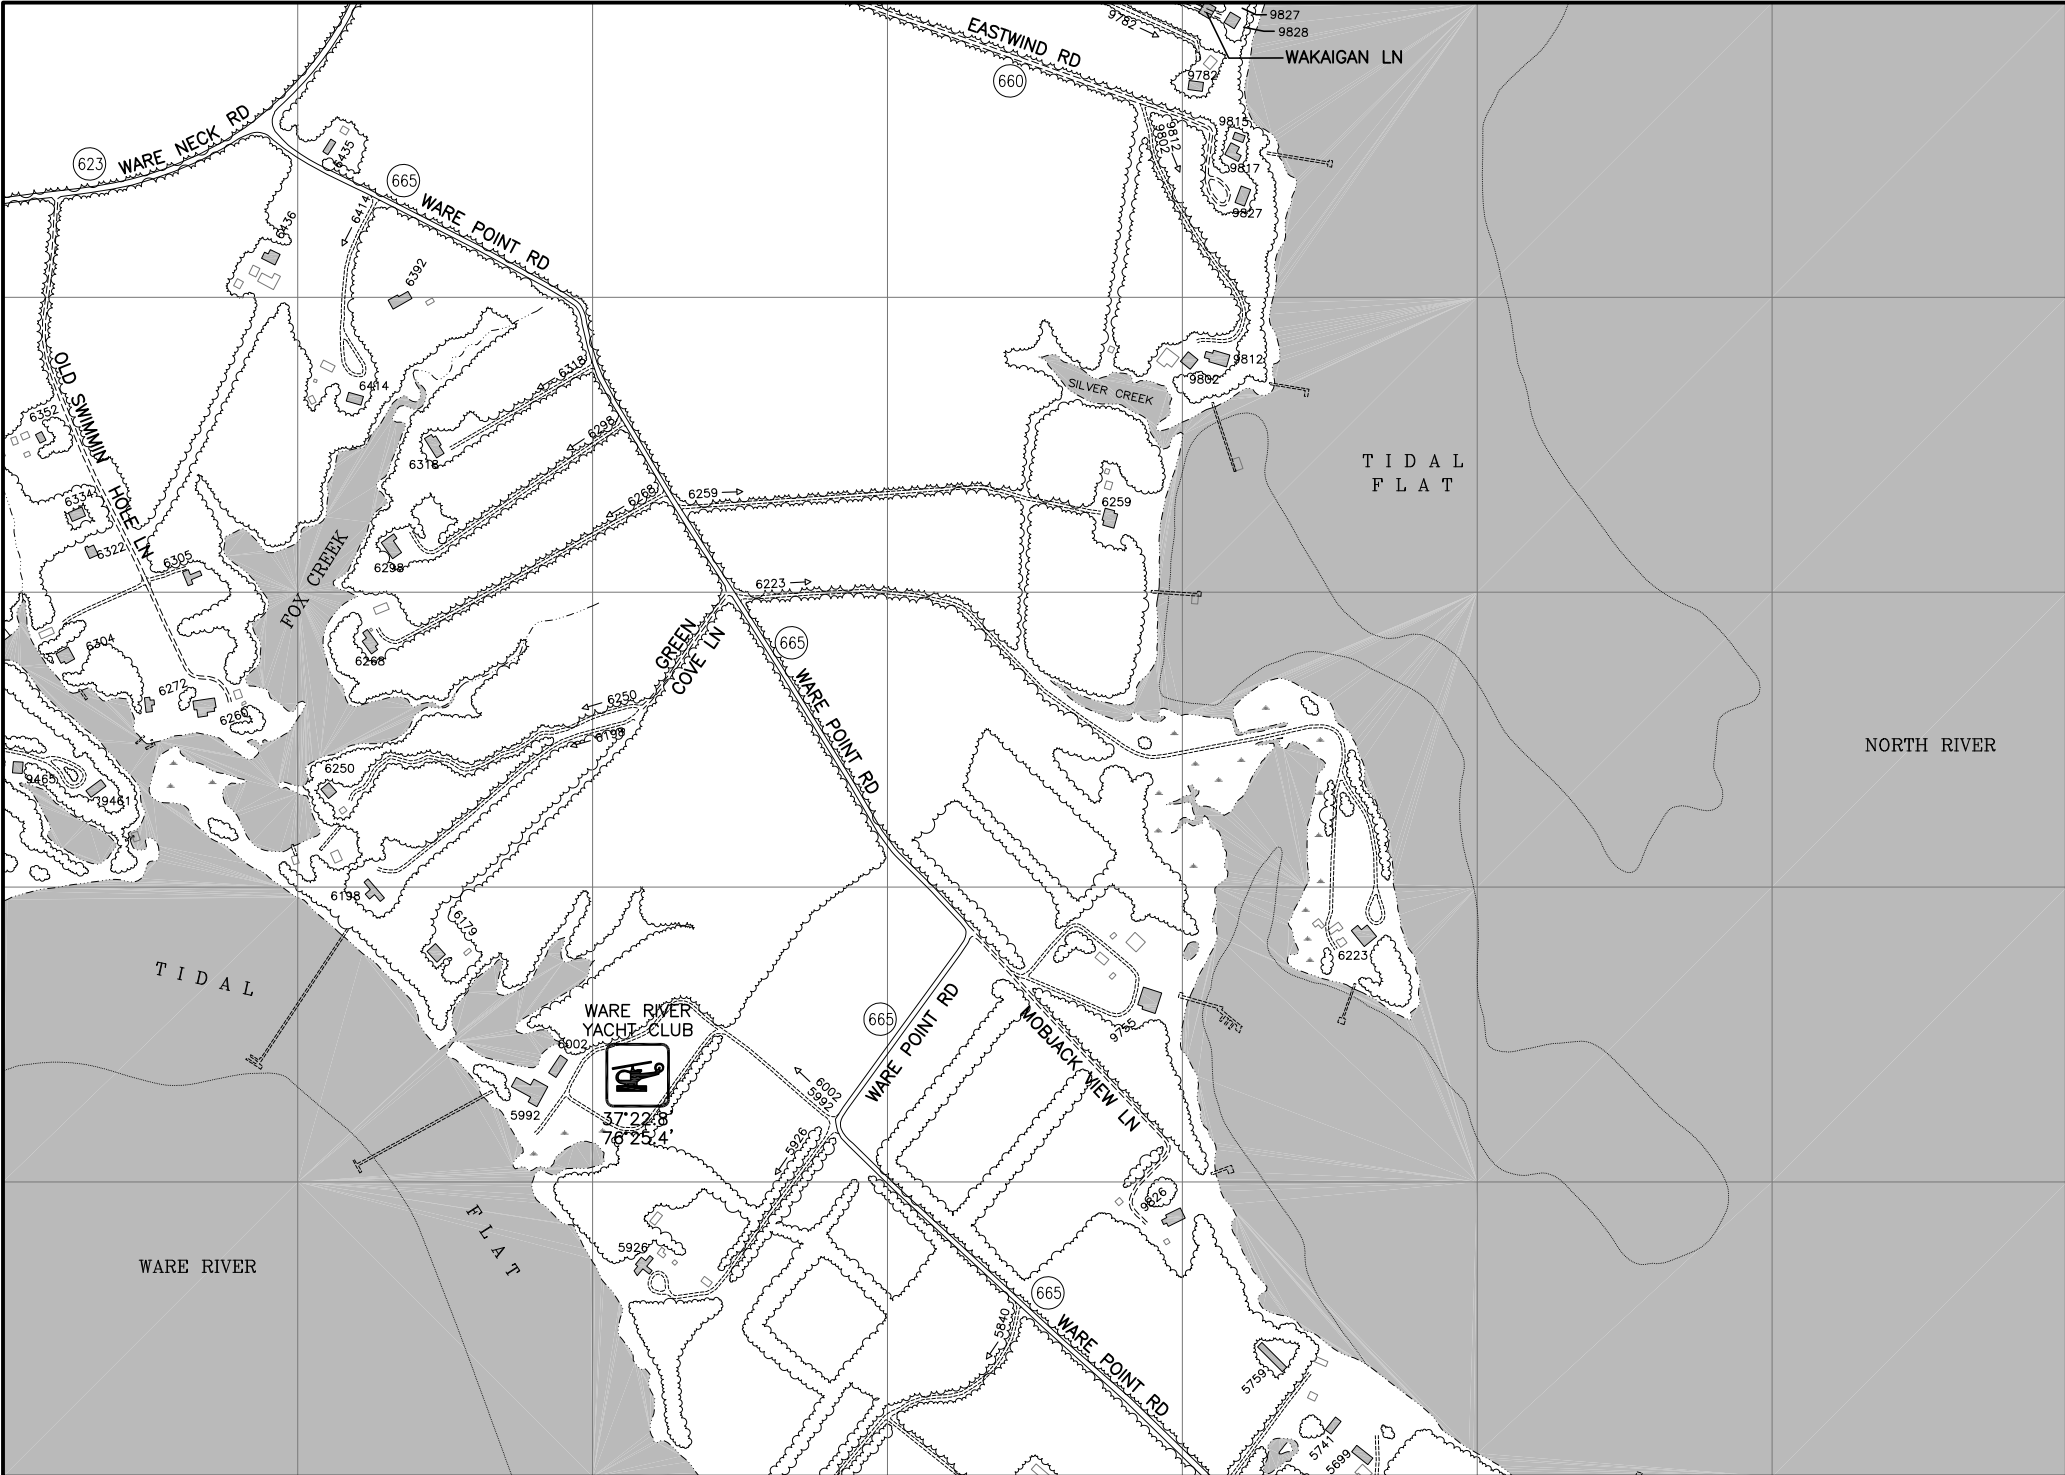 9782
9827
9828
EASTWIND RD
WAKAIGAN LN
660
9782
9815
9802
9812
9817
9827
623
WARE NECK RD
6435
665
WARE POINT RD
6414
6436
6392
OLD SWIMMIN HOLE LN
6414
6318
9812
9802
SILVER CREEK
6352
6298
6318
TIDAL
FLAT
6334
6268
6259
6259
6322
6305
FOX CREEK
6298
6223
6304
6268
GREEN
COVE LN
665
WARE POINT RD
6272
6260
6250
6198
NORTH RIVER
6250
9465
9461
6198
6179
6223
TIDAL
WARE RIVER
YACHT CLUB
665
WARE POINT RD
MOBJACK VIEW LN
9755
6002
5992
6002
5992
37°22.8'
76°25.4'
5926
FLAT
9826
5926
WARE RIVER
665
WARE POINT RD
5840
5759
5741
5699